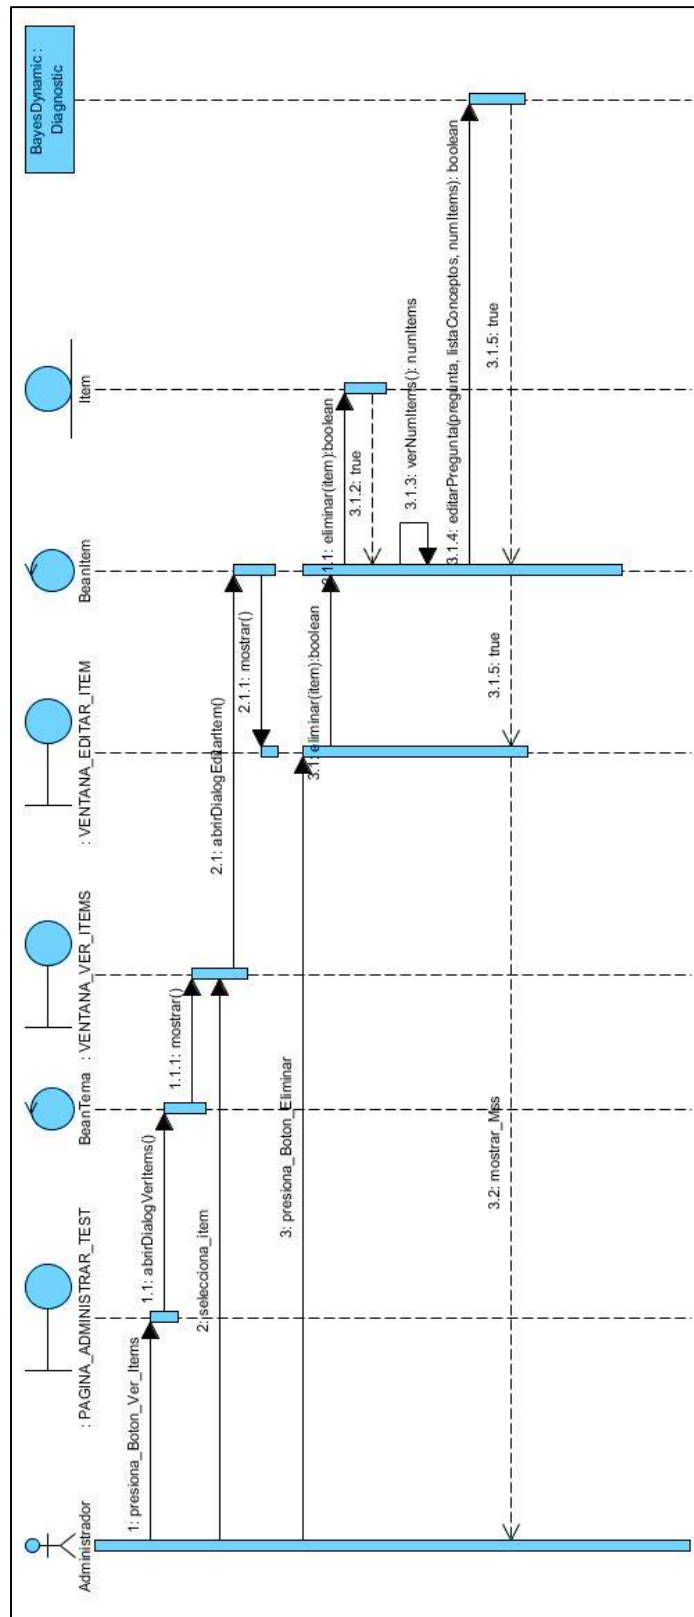 Administrador
: PAGINA_ADMINISTRAR_TEST
BeanTema
: VENTANA_VER_ITEMS
: VENTANA_EDITAR_ITEM
BeanItem
Item
BayesDynamic :
Diagnostic
1: presiona_Boton_Ver_Items
1.1: abrirDialogVerItems()
1.1.1: mostrar()
2: selecciona_item
2.1: abrirDialogEditarItem()
2.1.1: mostrar()
3: presiona_Boton_Eliminar
3.1: eliminar(item):boolean
3.1.1: eliminar(item):boolean
3.1.2: true
3.1.3: verNumItems(): numItems
3.1.4: editarPregunta(pregunta, listaConceptos, numItems): boolean
3.1.5: true
3.1.5: true
3.2: mostrar_Mss